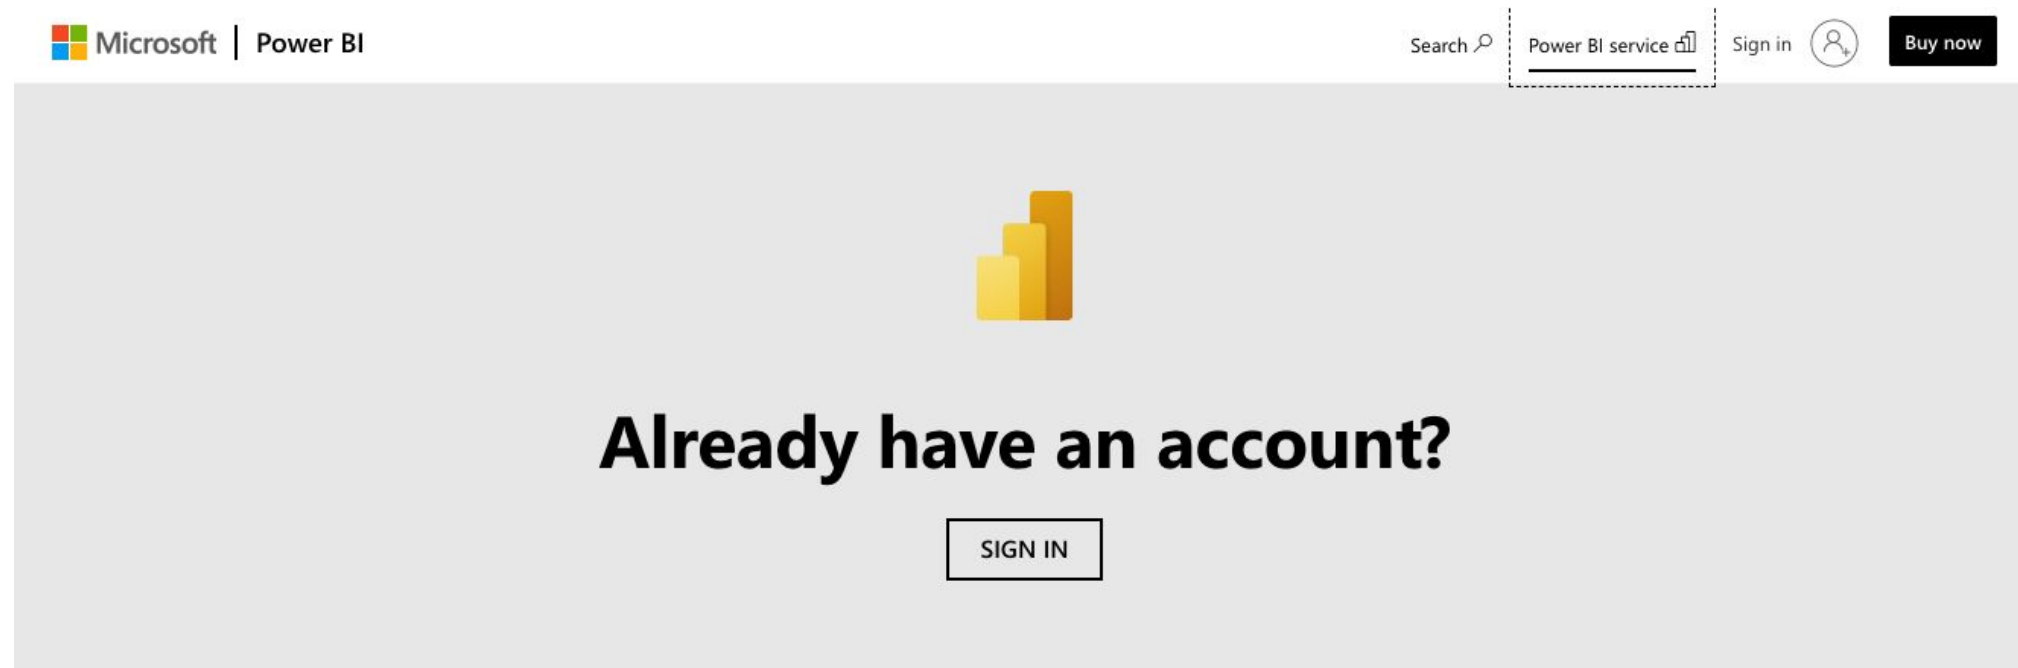 Microsoft | Power BI
Search Power BI service Sign in Buy now
Already have an account?
SIGN IN